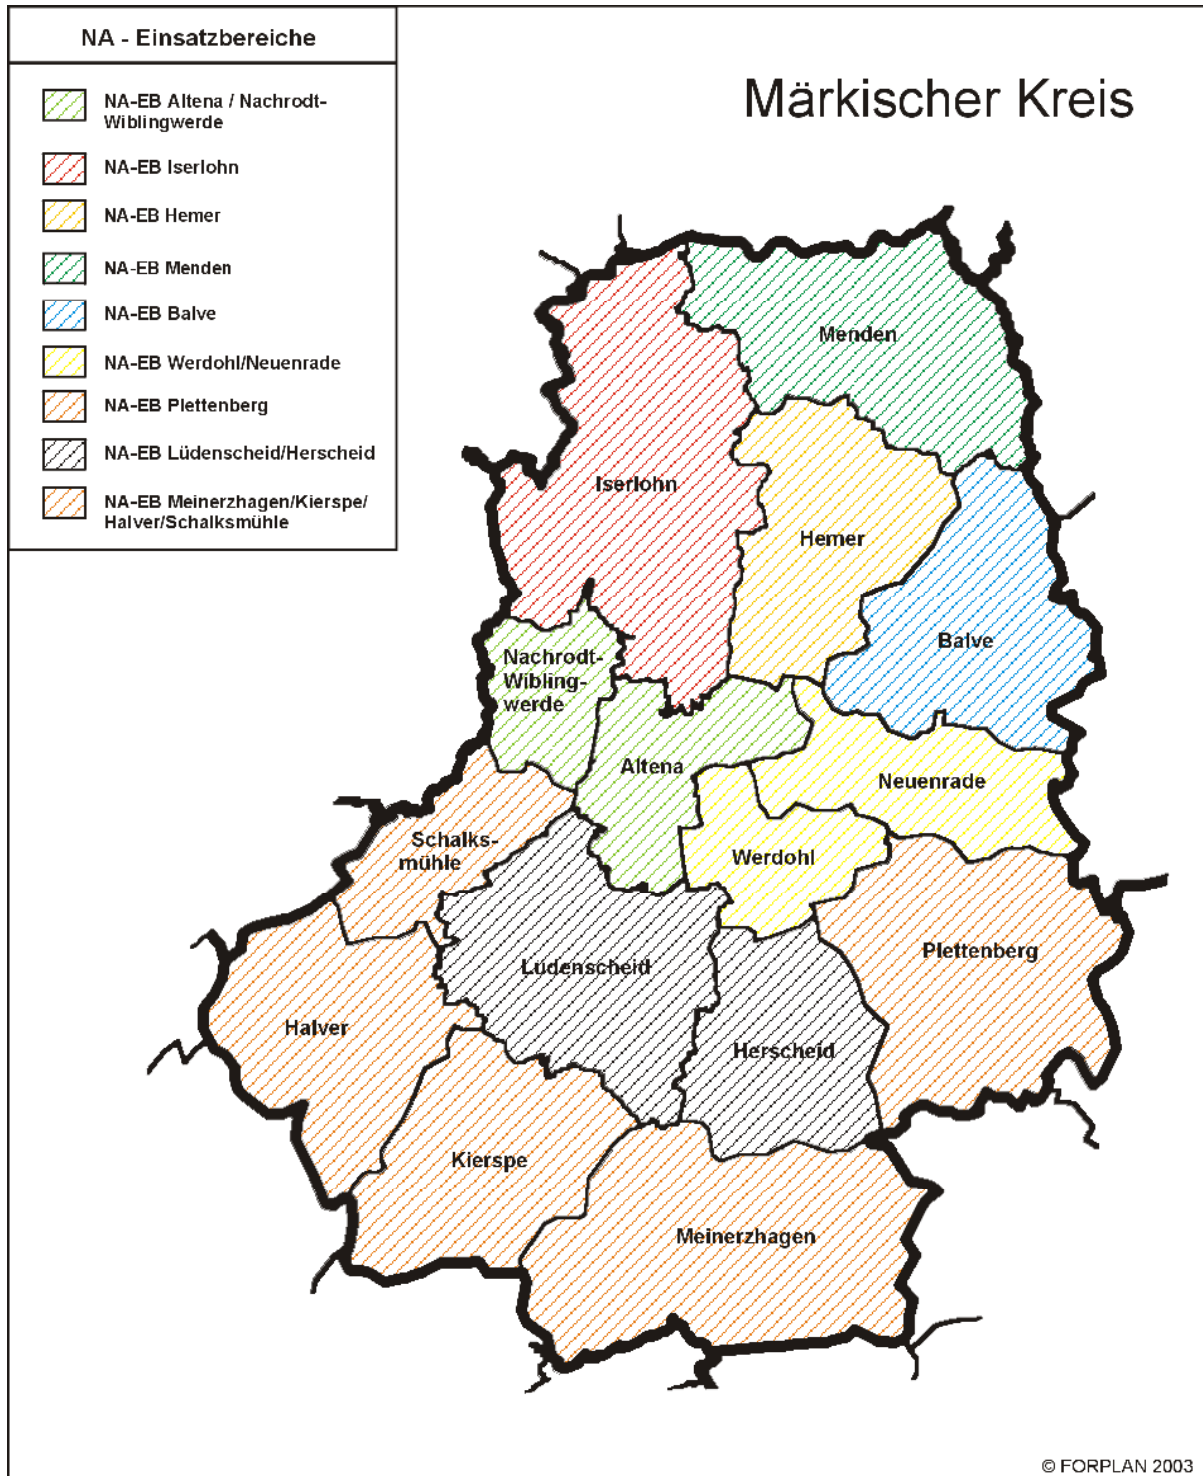 NA - Einsatzbereiche
NA-EB Altena / Nachrodt-
Wiblingwerde
NA-EB Iserlohn
NA-EB Hemer
NA-EB Menden
NA-EB Balve
NA-EB Werdohl/Neuenrade
NA-EB Plettenberg
NA-EB Lüdenscheid/Herscheid
NA-EB Meinerzhagen/Kierspe/
Halver/Schalksmühle
Märkischer Kreis
Menden
Iserlohn
Hemer
Balve
Nachrodt-
Wibling-
werde
Altena
Neuenrade
Schalks-
mühle
Werdohl
Plettenberg
Lüdenscheid
Halver
Herscheid
Kierspe
Meinerzhagen
© FORPLAN 2003